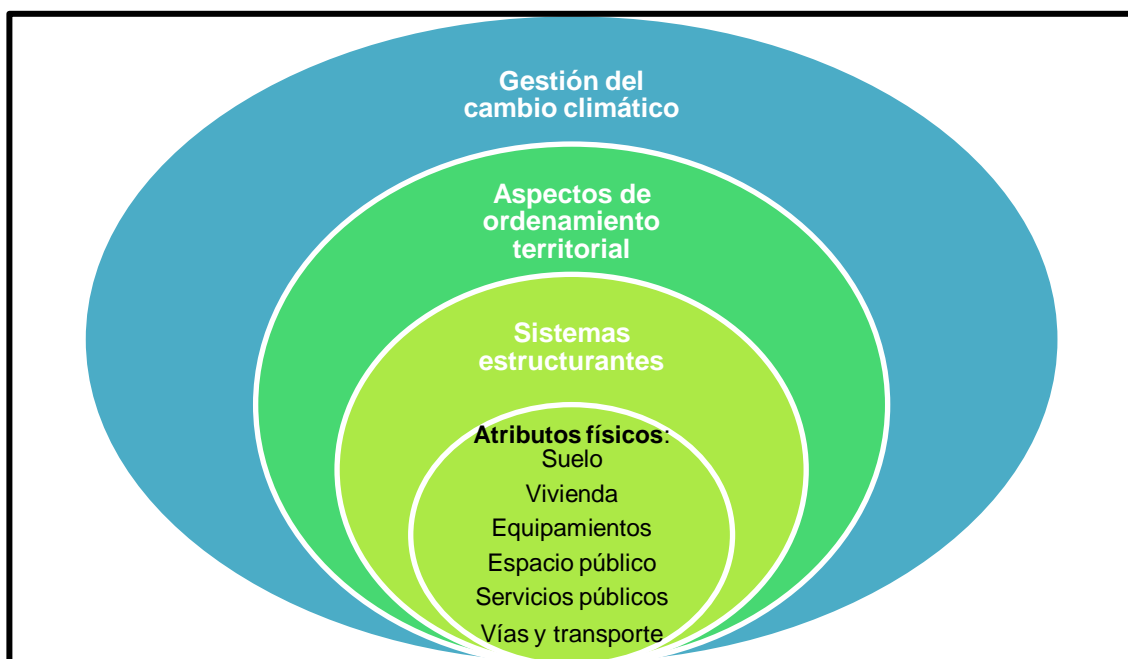 Gestión del
cambio climático
Aspectos de
ordenamiento
territorial
Sistemas
estructurantes
Atributos físicos:
Suelo
Vivienda
Equipamientos
Espacio público
Servicios públicos
Vías y transporte